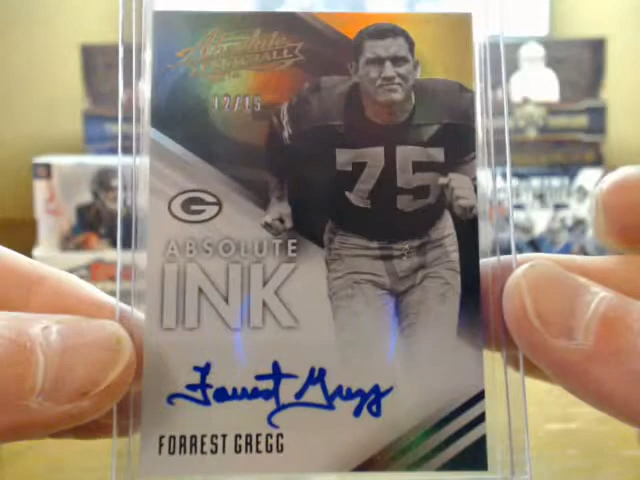 Absolute
FOOTBALL
12/15
75
G
ABSOLUTE
INK
Forrest Gregg
FORREST GREGG